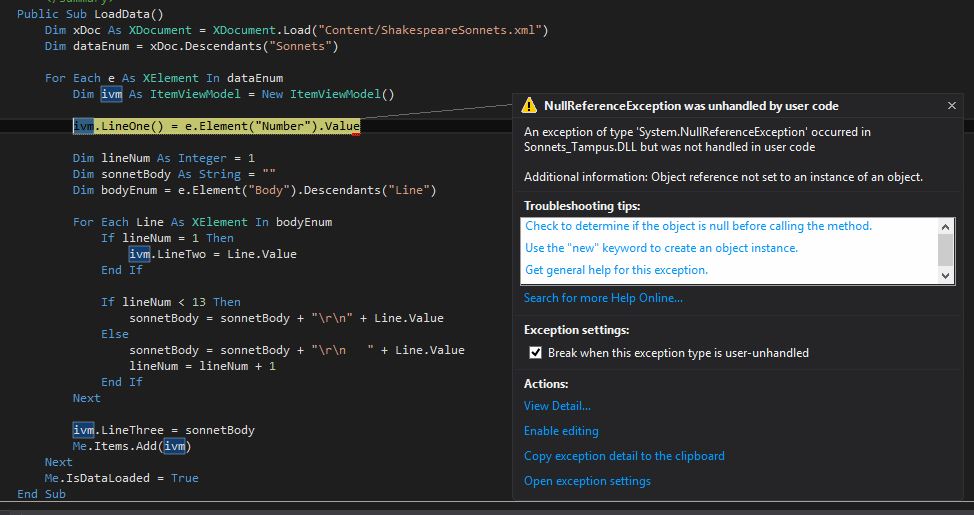 '</summary>
Public Sub LoadData()
Dim xDoc As XDocument = XDocument.Load("Content/ShakespeareSonnets.xml")
Dim dataEnum = xDoc.Descendants("Sonnets")
For Each e As XElement In dataEnum
Dim ivm As ItemViewModel = New ItemViewModel()
ivm.LineOne() = e.Element("Number").Value
Dim lineNum As Integer = 1
Dim sonnetBody As String = ""
Dim bodyEnum = e.Element("Body").Descendants("Line")
For Each Line As XElement In bodyEnum
If lineNum = 1 Then
ivm.LineTwo = Line.Value
End If
If lineNum < 13 Then
sonnetBody = sonnetBody + "\r\n" + Line.Value
Else
sonnetBody = sonnetBody + "\r\n   " + Line.Value
lineNum = lineNum + 1
End If
Next
ivm.LineThree = sonnetBody
Me.Items.Add(ivm)
Next
Me.IsDataLoaded = True
End Sub
NullReferenceException was unhandled by user code
An exception of type 'System.NullReferenceException' occurred in
Sonnets_Tampus.DLL but was not handled in user code
Additional information: Object reference not set to an instance of an object.
Troubleshooting tips:
Check to determine if the object is null before calling the method.
Use the "new" keyword to create an object instance.
Get general help for this exception.
Search for more Help Online...
Exception settings:
Break when this exception type is user-unhandled
Actions:
View Detail...
Enable editing
Copy exception detail to the clipboard
Open exception settings